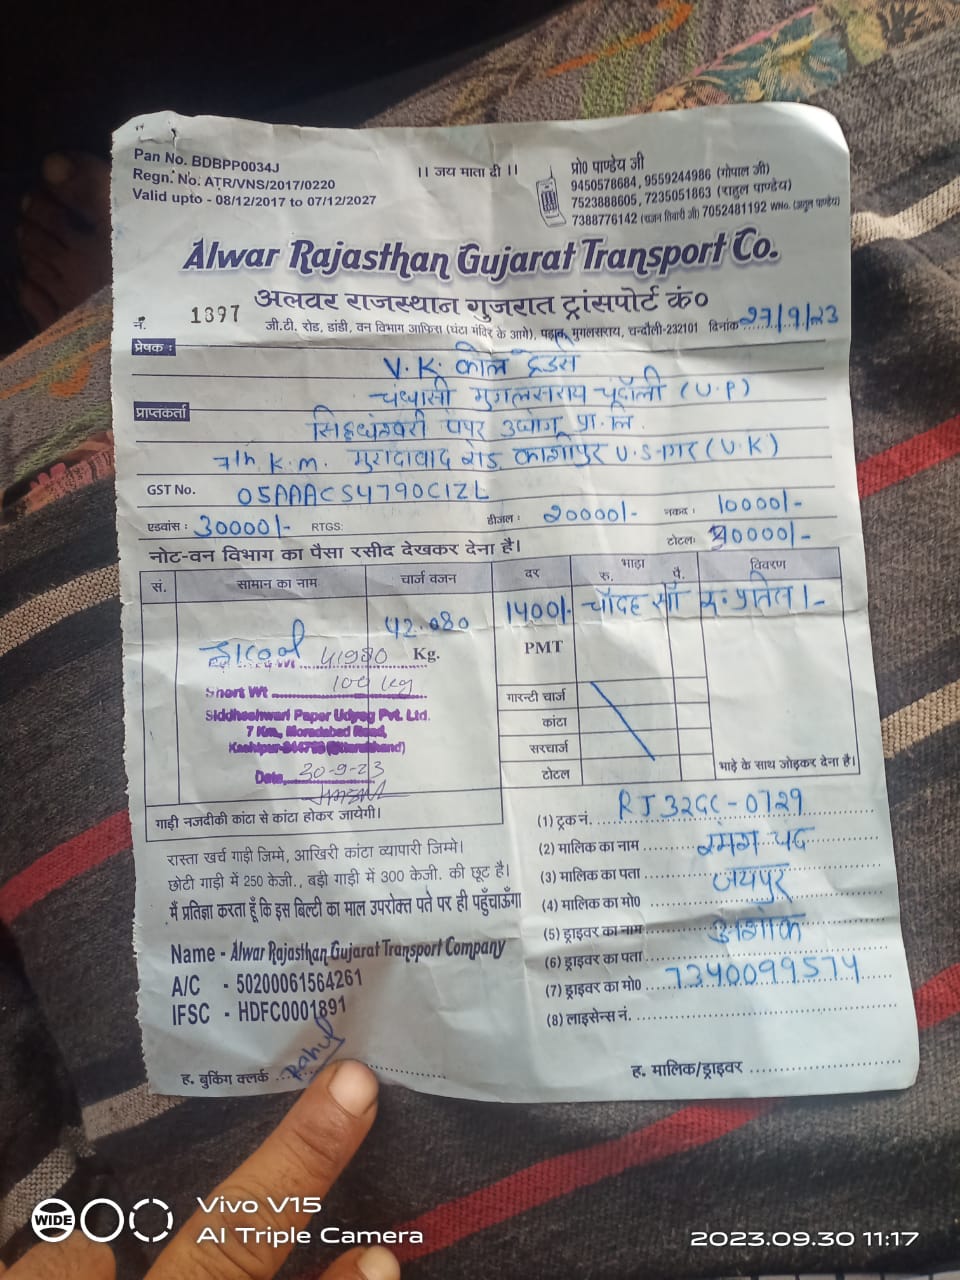 Pan No. BDBPP0034J
Regn. No. ATR/VNS/2017/0220
Valid upto - 08/12/2017 to 07/12/2027
।। जय माता दी ।।
प्रो0 पाण्डेय जी
9450578684, 9559244986 (गोपाल जी)
7523888605, 7235051863 (राहुल पाण्डेय)
7388776142 (पवन तिवारी जी) 7052481192 WNo. (अतुल पाण्डेय)
Alwar Rajasthan Gujarat Transport Co.
अलवर राजस्थान गुजरात ट्रांसपोर्ट कं०
नं. 1397
जी.टी. रोड, डांडी, वन विभाग आफिस (घंटा मंदिर के आगे), पड़ाव, मुगलसराय, चन्दौली-232101 दिनांक 27/9/23
प्रेषक : V.K. कोल ट्रेडर्स
चंधासी मुगलसराय चंदौली (U.P)
प्राप्तकर्ता
पेपर उद्योग प्रा. लि.
7th K.m. मुरादाबाद रोड काशीपुर U.S नगर (U.K)
GST No. 05AAACS4790C1ZL
एडवांस : 30000/- RTGS: डीजल : 20000/- नकद : 10000/-
नोट-वन विभाग का पैसा रसीद देखकर देना है। टोटल: 30000/-
सं. सामान का नाम चार्ज वजन दर भाड़ा रु. पै. विवरण
42.080 1400/- चौदह सौ रु. प्रति
41980 Kg. PMT
Short Wt 100 kg
Siddheshwari Paper Udyog Pvt. Ltd.
7 Km, Moradabad Road,
Kashipur-244713 (Uttarakhand)
Date 30-9-23
गारन्टी चार्ज
कांटा
सरचार्ज
टोटल
भाड़े के साथ जोड़कर देना है।
गाड़ी नजदीकी कांटा से कांटा होकर जायेगी।
रास्ता खर्च गाड़ी जिम्मे, आखिरी कांटा व्यापारी जिम्मे।
छोटी गाड़ी में 250 केजी., बड़ी गाड़ी में 300 केजी. की छूट है।
मैं प्रतिज्ञा करता हूँ कि इस बिल्टी का माल उपरोक्त पते पर ही पहुँचाऊँगा
(1) ट्रक नं. RJ32GC-0729
(2) मालिक का नाम चंद
(3) मालिक का पता जयपुर
(4) मालिक का मो0
(5) ड्राइवर का नाम अशोक
(6) ड्राइवर का पता
(7) ड्राइवर का मो0 7340099574
(8) लाइसेन्स नं.
Name - Alwar Rajasthan Gujarat Transport Company
A/C - 50200061564261
IFSC - HDFC0001891
ह. बुकिंग क्लर्क Rahul
ह. मालिक/ड्राइवर
WIDE
Vivo V15
AI Triple Camera
2023.09.30 11:17